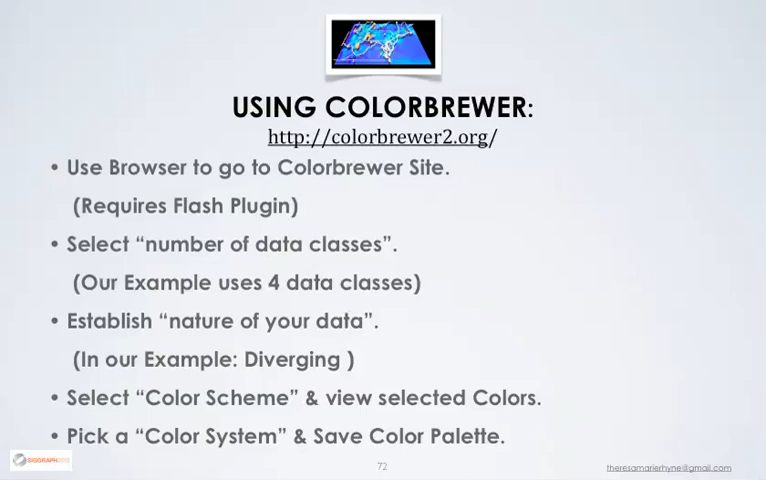 USING COLORBREWER:
http://colorbrewer2.org/
• Use Browser to go to Colorbrewer Site.
(Requires Flash Plugin)
• Select “number of data classes”.
(Our Example uses 4 data classes)
• Establish “nature of your data”.
(In our Example: Diverging )
• Select “Color Scheme” & view selected Colors.
• Pick a “Color System” & Save Color Palette.
72
theresamarierhyne@gmail.com